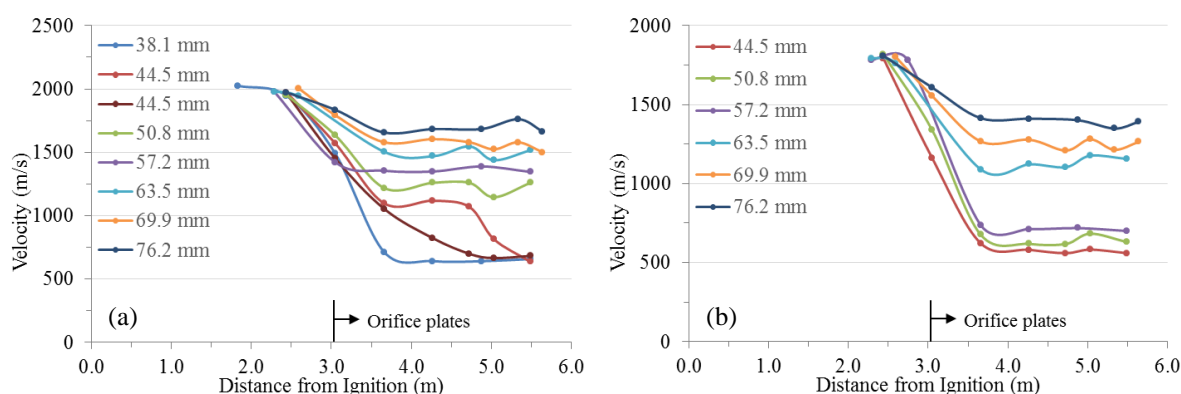 2500
2000
1500
1000
500
0
Velocity (m/s)
38.1 mm
44.5 mm
44.5 mm
50.8 mm
57.2 mm
63.5 mm
69.9 mm
76.2 mm
(a)
Orifice plates
0.0 1.0 2.0 3.0 4.0 5.0 6.0
Distance from Ignition (m)
2000
1500
1000
500
0
Velocity (m/s)
44.5 mm
50.8 mm
57.2 mm
63.5 mm
69.9 mm
76.2 mm
(b)
Orifice plates
0.0 1.0 2.0 3.0 4.0 5.0 6.0
Distance from Ignition (m)